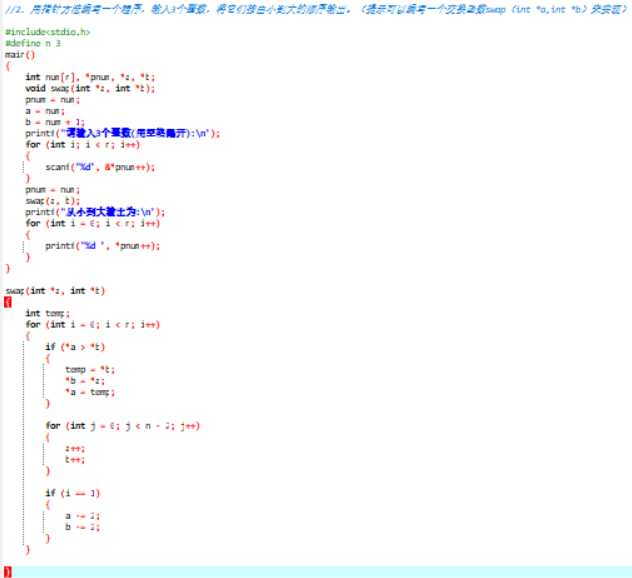 //2. 用指针方法编写一个程序，输入3个整数，将它们按由小到大的顺序输出。（提示可以编写一个交换函数swap（int *a,int *b）来实现）
#include<stdio.h>
#define n 3
main()
{
int num[n], *pnum, *a, *b;
void swap(int *a, int *b);
pnum = num;
a = num;
b = num + 1;
printf("请输入3个整数(用空格隔开):\n");
for (int i; i < n; i++)
{
scanf("%d", &*pnum++);
}
pnum = num;
swap(a, b);
printf("从小到大输出为:\n");
for (int i = 0; i < n; i++)
{
printf("%d ", *pnum++);
}
}
swap(int *a, int *b)
{
int temp;
for (int i = 0; i < n; i++)
{
if (*a > *b)
{
temp = *b;
*b = *a;
*a = temp;
}
for (int j = 0; j < n - 2; j++)
{
a++;
b++;
}
if (i == 1)
{
a -= 2;
b -= 2;
}
}
}